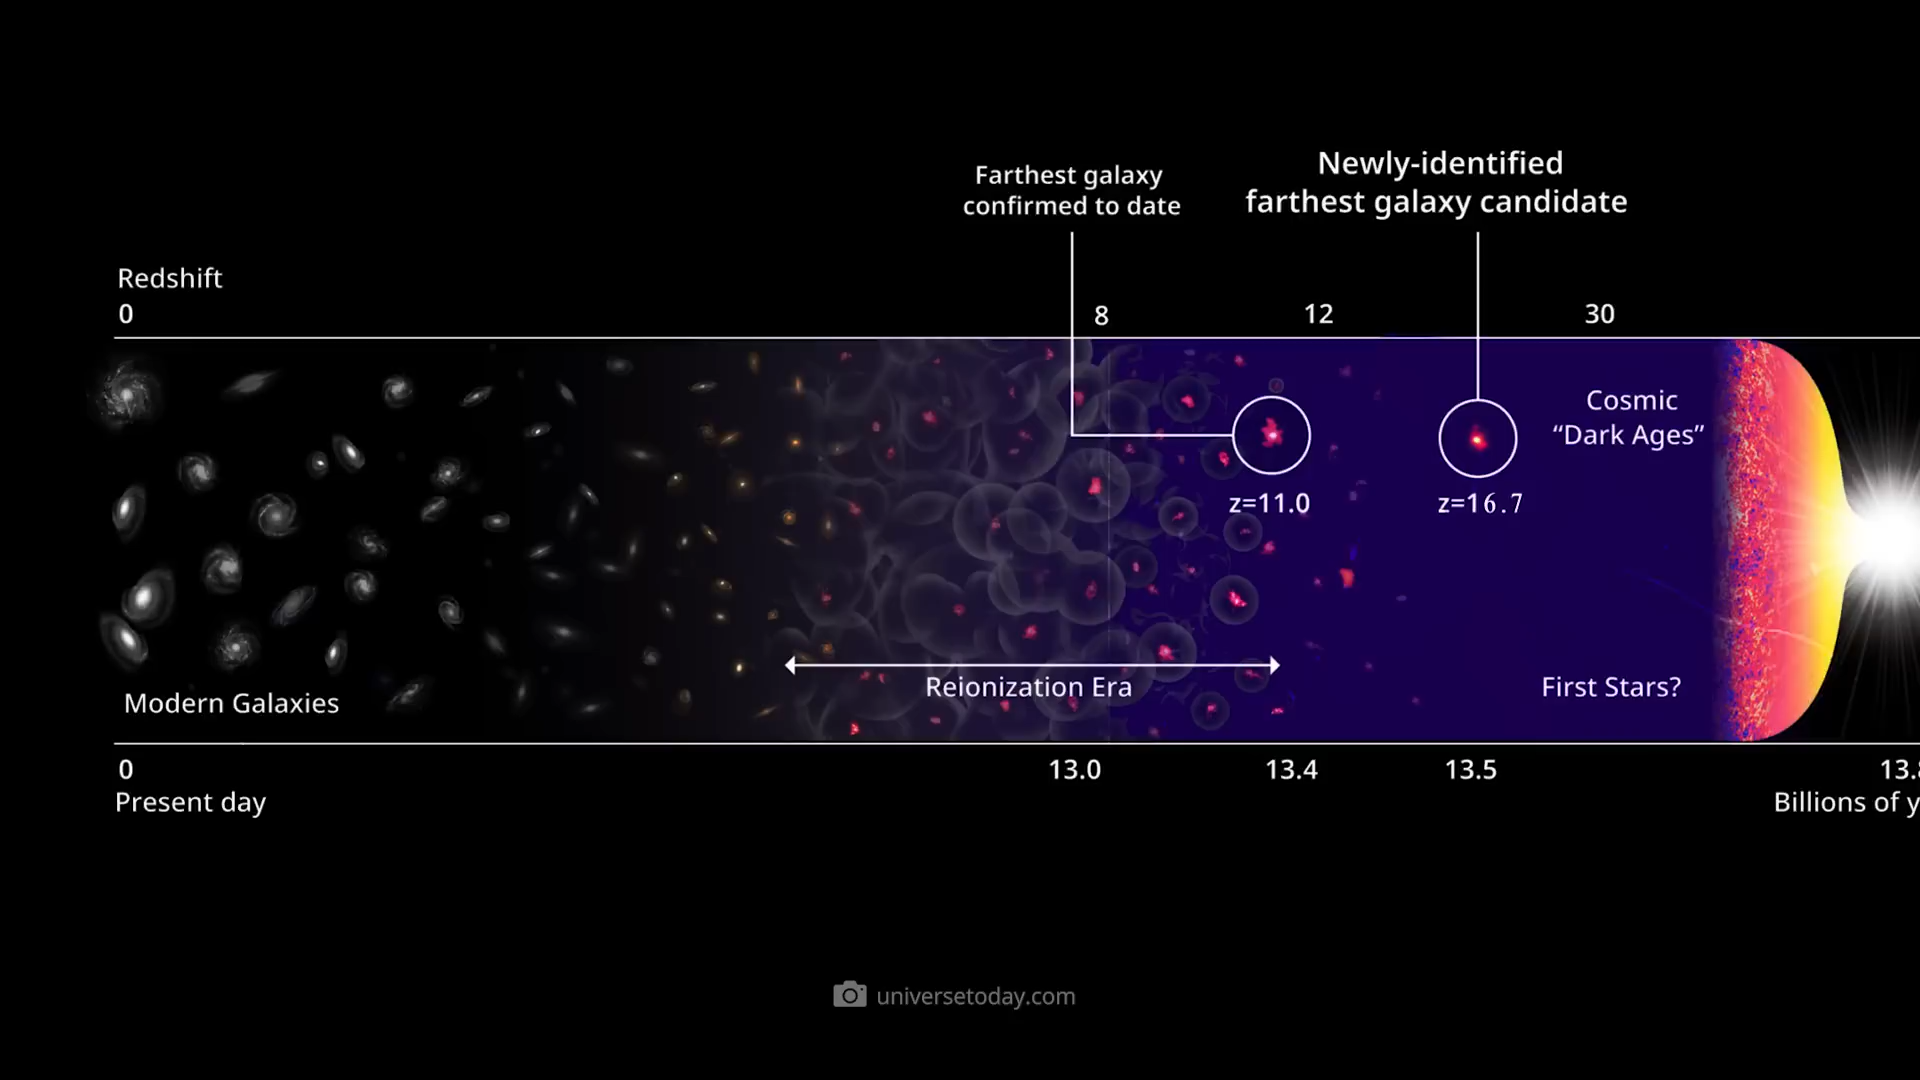 Farthest galaxy
confirmed to date
Newly-identified
farthest galaxy candidate
Redshift
0
8
12
30
Cosmic
“Dark Ages”
z=11.0
z=16.7
Reionization Era
First Stars?
Modern Galaxies
0
13.0
13.4
13.5
Present day
Billions of
universetoday.com